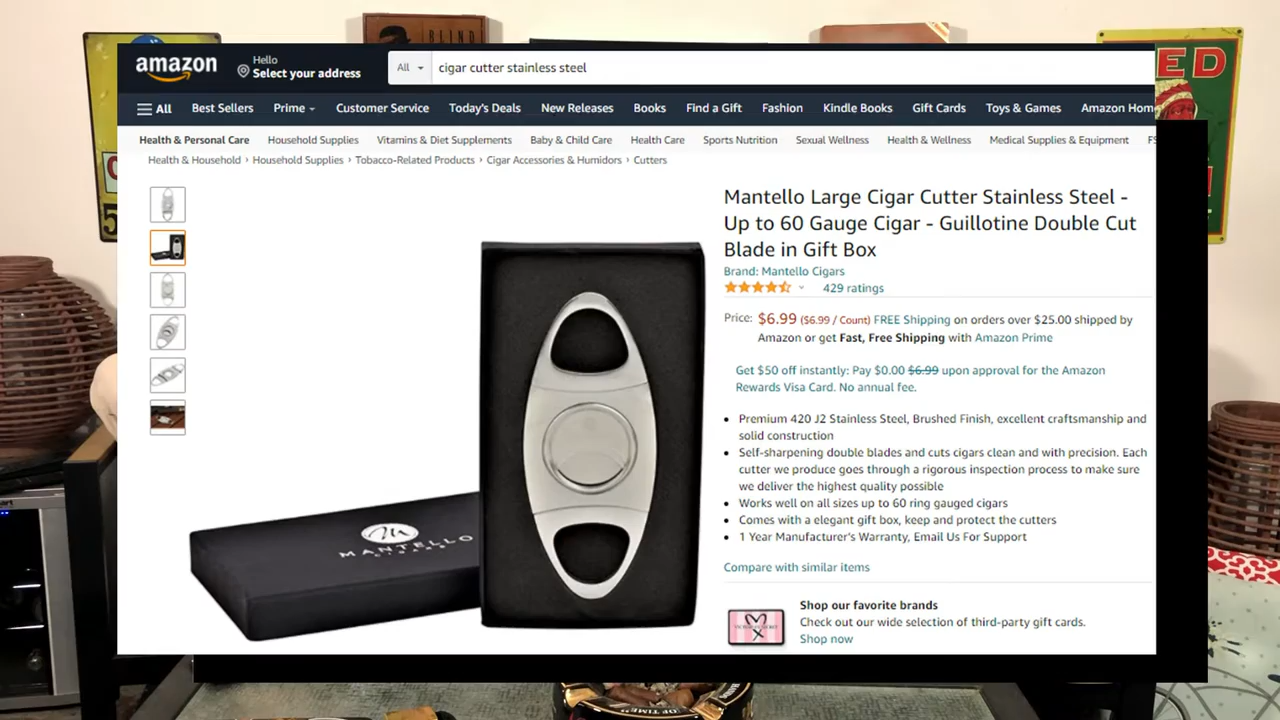 BLIND
ED
amazon
Hello
Select your address
All
cigar cutter stainless steel
All
Best Sellers
Prime
Customer Service
Today's Deals
New Releases
Books
Find a Gift
Fashion
Kindle Books
Gift Cards
Toys & Games
Amazon Hom
Health & Personal Care
Household Supplies
Vitamins & Diet Supplements
Baby & Child Care
Health Care
Sports Nutrition
Sexual Wellness
Health & Wellness
Medical Supplies & Equipment
FS
Health & Household › Household Supplies › Tobacco-Related Products › Cigar Accessories & Humidors › Cutters
Mantello Large Cigar Cutter Stainless Steel -
Up to 60 Gauge Cigar - Guillotine Double Cut
Blade in Gift Box
Brand: Mantello Cigars
429 ratings
Price: $6.99 ($6.99 / Count) FREE Shipping on orders over $25.00 shipped by
Amazon or get Fast, Free Shipping with Amazon Prime
Get $50 off instantly: Pay $0.00 $6.99 upon approval for the Amazon
Rewards Visa Card. No annual fee.
• Premium 420 J2 Stainless Steel, Brushed Finish, excellent craftsmanship and
solid construction
• Self-sharpening double blades and cuts cigars clean and with precision. Each
cutter we produce goes through a rigorous inspection process to make sure
we deliver the highest quality possible
• Works well on all sizes up to 60 ring gauged cigars
• Comes with a elegant gift box, keep and protect the cutters
• 1 Year Manufacturer's Warranty, Email Us For Support
Compare with similar items
Shop our favorite brands
Check out our wide selection of third-party gift cards.
Shop now
M
MANTELLO
CIGARS
OF TIME